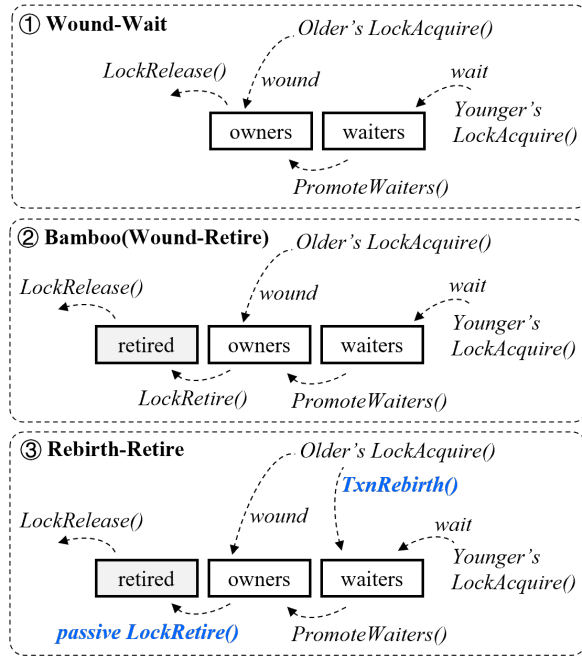 ① Wound-Wait
Older's LockAcquire()
LockRelease()
wound
wait
owners
waiters
Younger's
LockAcquire()
PromoteWaiters()
② Bamboo(Wound-Retire)
Older's LockAcquire()
LockRelease()
wound
wait
retired
owners
waiters
Younger's
LockAcquire()
LockRetire()
PromoteWaiters()
③ Rebirth-Retire
Older's LockAcquire()
TxnRebirth()
LockRelease()
wound
wait
retired
owners
waiters
Younger's
LockAcquire()
passive LockRetire()
PromoteWaiters()